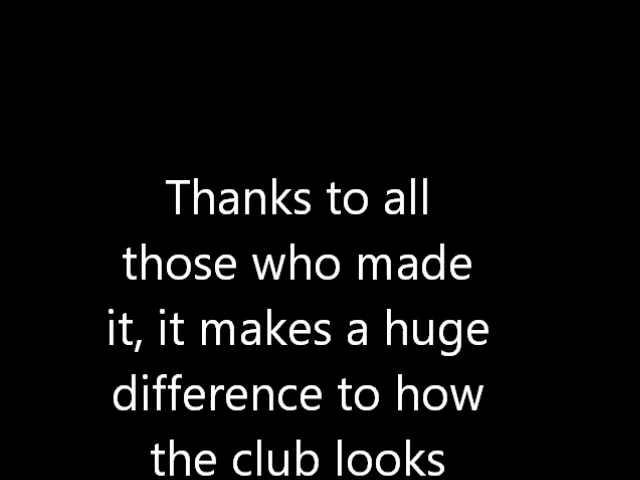 Thanks to all
those who made
it, it makes a huge
difference to how
the club looks